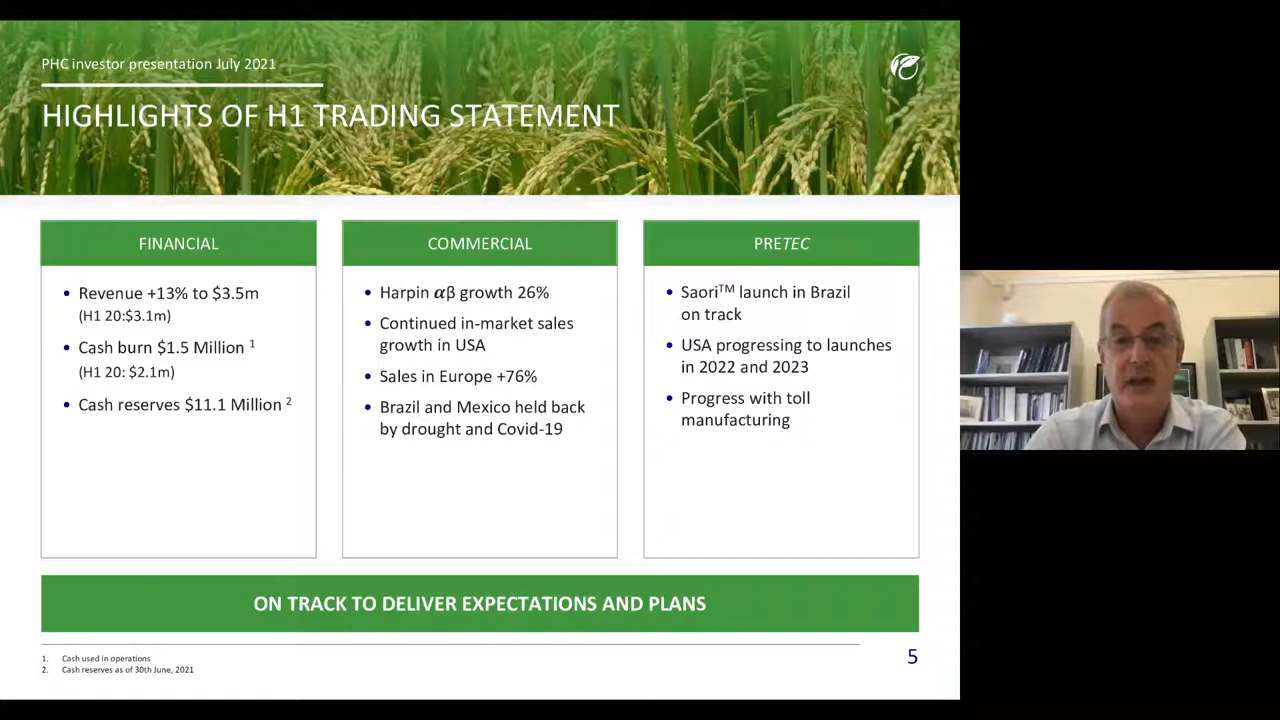 PHC investor presentation July 2021
HIGHLIGHTS OF H1 TRADING STATEMENT
FINANCIAL
• Revenue +13% to $3.5m
(H1 20:$3.1m)
• Cash burn $1.5 Million 1
(H1 20: $2.1m)
• Cash reserves $11.1 Million 2
COMMERCIAL
• Harpin αβ growth 26%
• Continued in-market sales
growth in USA
• Sales in Europe +76%
• Brazil and Mexico held back
by drought and Covid-19
PRETEC
• Saori™ launch in Brazil
on track
• USA progressing to launches
in 2022 and 2023
• Progress with toll
manufacturing
ON TRACK TO DELIVER EXPECTATIONS AND PLANS
1. Cash used in operations
2. Cash reserves as of 30th June, 2021
5